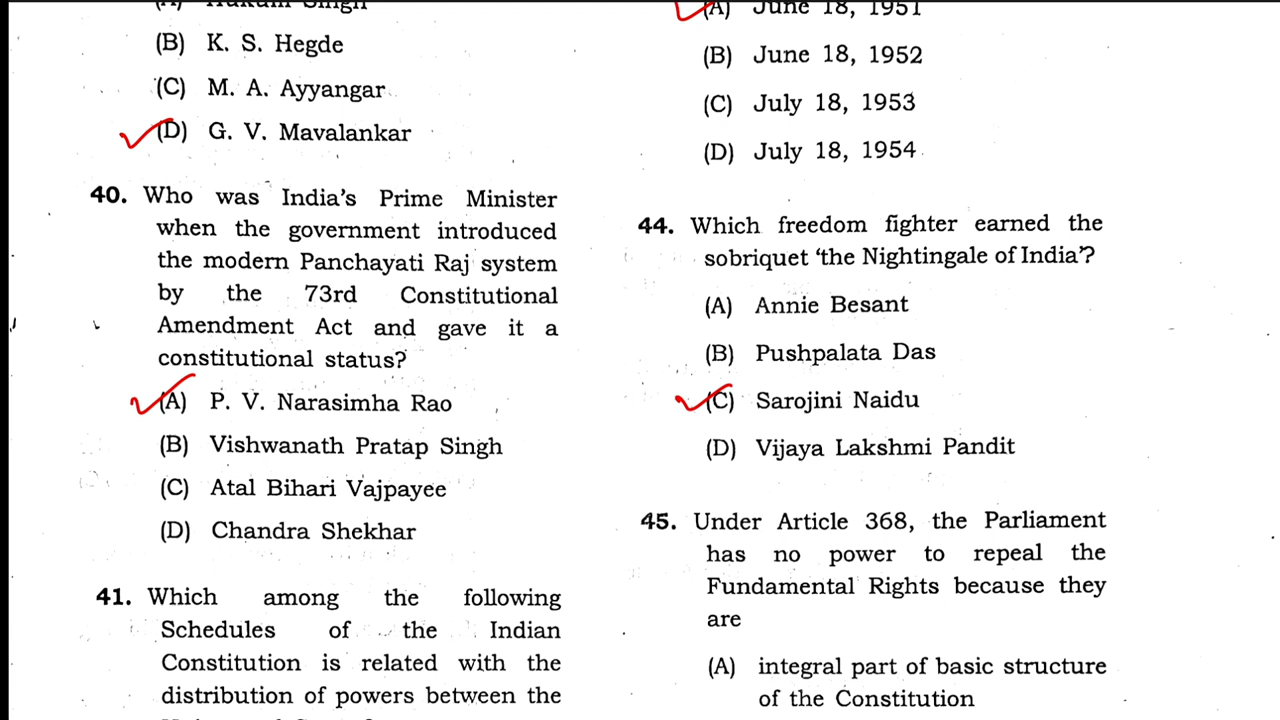 (A) Hukam Singh
(B) K. S. Hegde
(C) M. A. Ayyangar
(D) G. V. Mavalankar
40. Who was India's Prime Minister
when the government introduced
the modern Panchayati Raj system
by the 73rd Constitutional
Amendment Act and gave it a
constitutional status?
(A) P. V. Narasimha Rao
(B) Vishwanath Pratap Singh
(C) Atal Bihari Vajpayee
(D) Chandra Shekhar
41. Which among the following
Schedules of the Indian
Constitution is related with the
distribution of powers between the
(A) June 18, 1951
(B) June 18, 1952
(C) July 18, 1953
(D) July 18, 1954
44. Which freedom fighter earned the
sobriquet 'the Nightingale of India'?
(A) Annie Besant
(B) Pushpalata Das
(C) Sarojini Naidu
(D) Vijaya Lakshmi Pandit
45. Under Article 368, the Parliament
has no power to repeal the
Fundamental Rights because they
are
(A) integral part of basic structure
of the Constitution